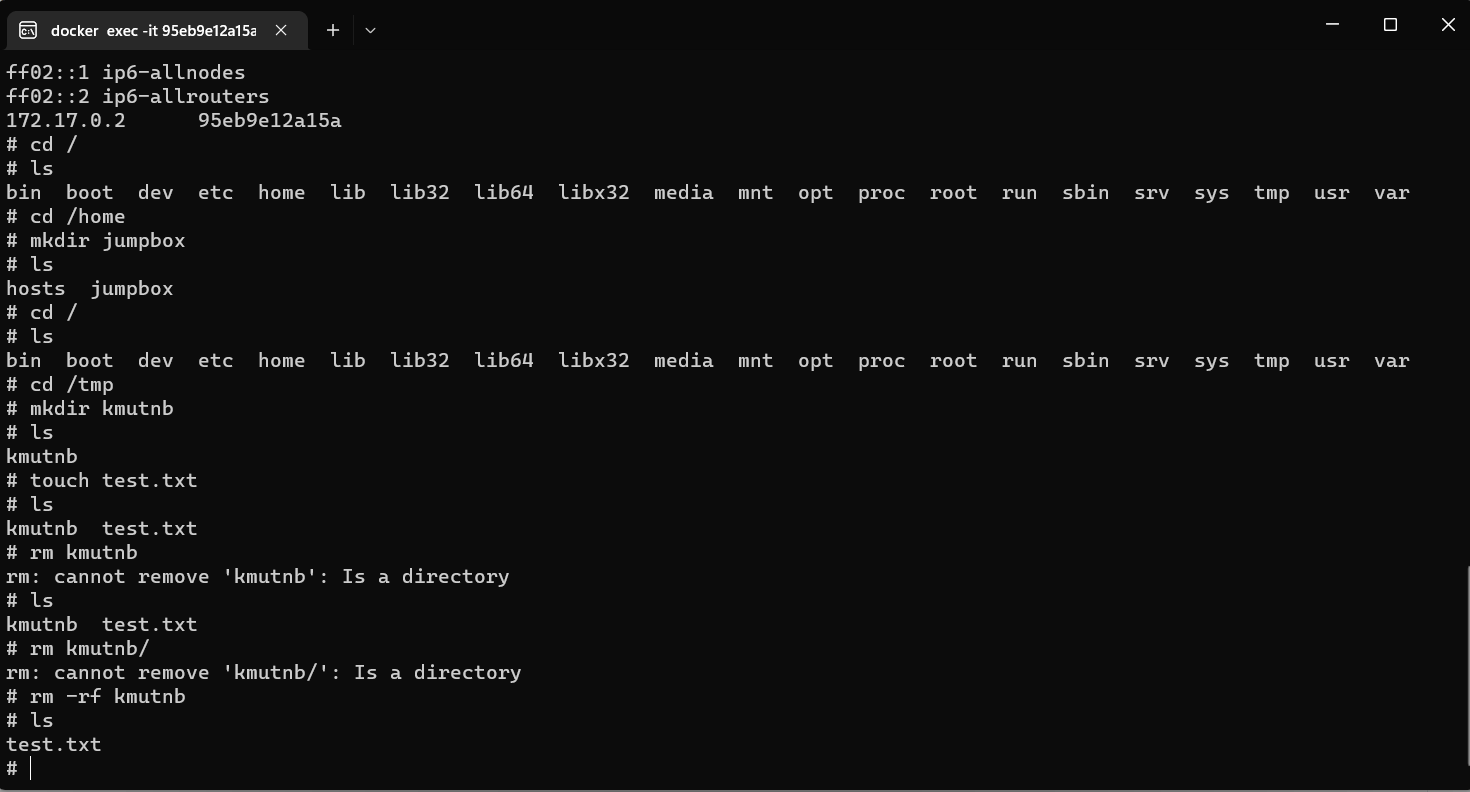 docker exec -it 95eb9e12a15a
ff02::1 ip6-allnodes
ff02::2 ip6-allrouters
172.17.0.2      95eb9e12a15a
# cd /
# ls
bin  boot  dev  etc  home  lib  lib32  lib64  libx32  media  mnt  opt  proc  root  run  sbin  srv  sys  tmp  usr  var
# cd /home
# mkdir jumpbox
# ls
hosts  jumpbox
# cd /
# ls
bin  boot  dev  etc  home  lib  lib32  lib64  libx32  media  mnt  opt  proc  root  run  sbin  srv  sys  tmp  usr  var
# cd /tmp
# mkdir kmutnb
# ls
kmutnb
# touch test.txt
# ls
kmutnb  test.txt
# rm kmutnb
rm: cannot remove 'kmutnb': Is a directory
# ls
kmutnb  test.txt
# rm kmutnb/
rm: cannot remove 'kmutnb/': Is a directory
# rm -rf kmutnb
# ls
test.txt
#